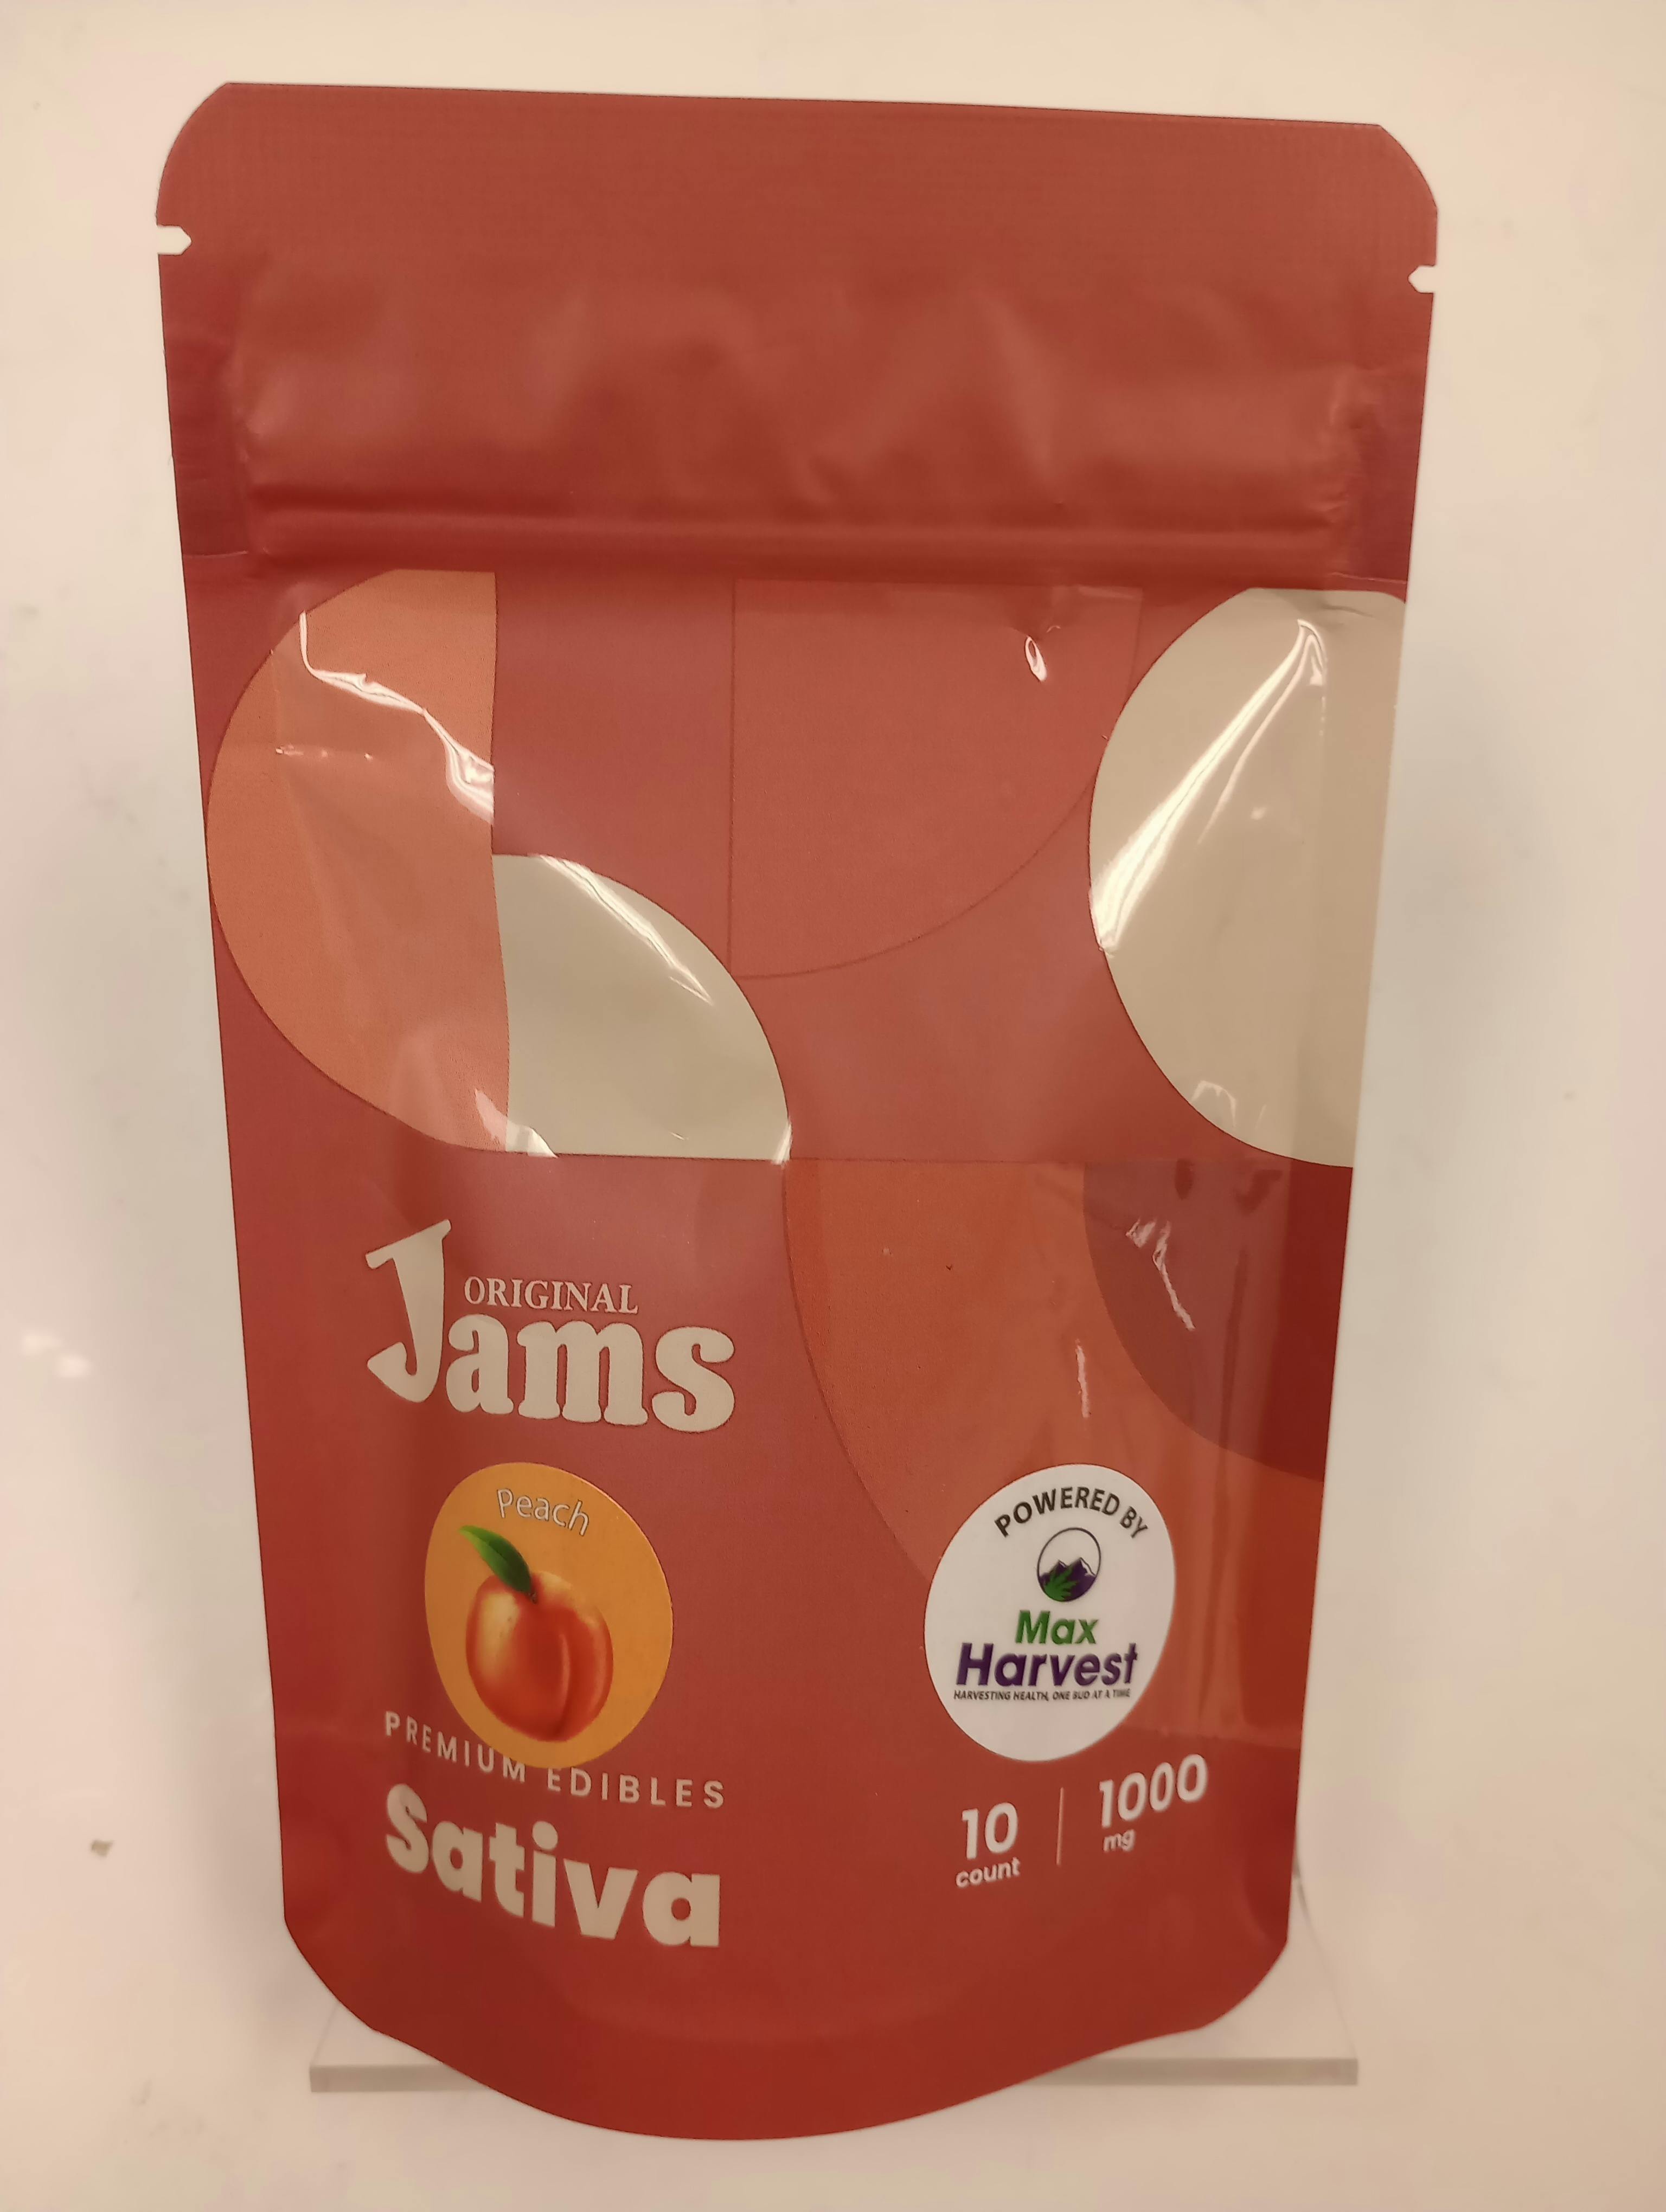 ORIGINAL
Jams
Peach
PREMIUM EDIBLES
Sativa
POWERED BY
Max
Harvest
HARVESTING HEALTH, ONE BUD AT A TIME
10
count
1000
mg